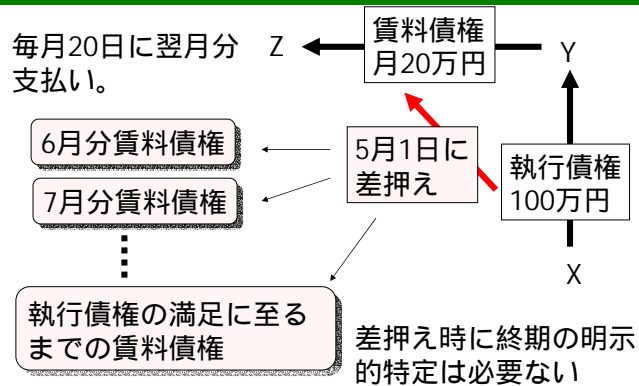 毎月20日に翌月分
支払い。
Z
賃料債権
月20万円
Y
6月分賃料債権
7月分賃料債権
5月1日に
差押え
執行債権
100万円
X
執行債権の満足に至る
までの賃料債権
差押え時に終期の明示
的特定は必要ない